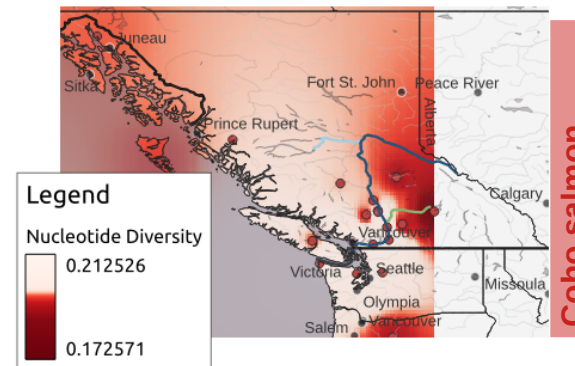 Juneau
Sitka
Fort St. John
Peace River
Prince Rupert
Alberta
Calgary
Legend
Nucleotide Diversity
0.212526
0.172571
Vancouver
Victoria
Seattle
Missoula
Olympia
Salem
Vancouver
Coho salmon